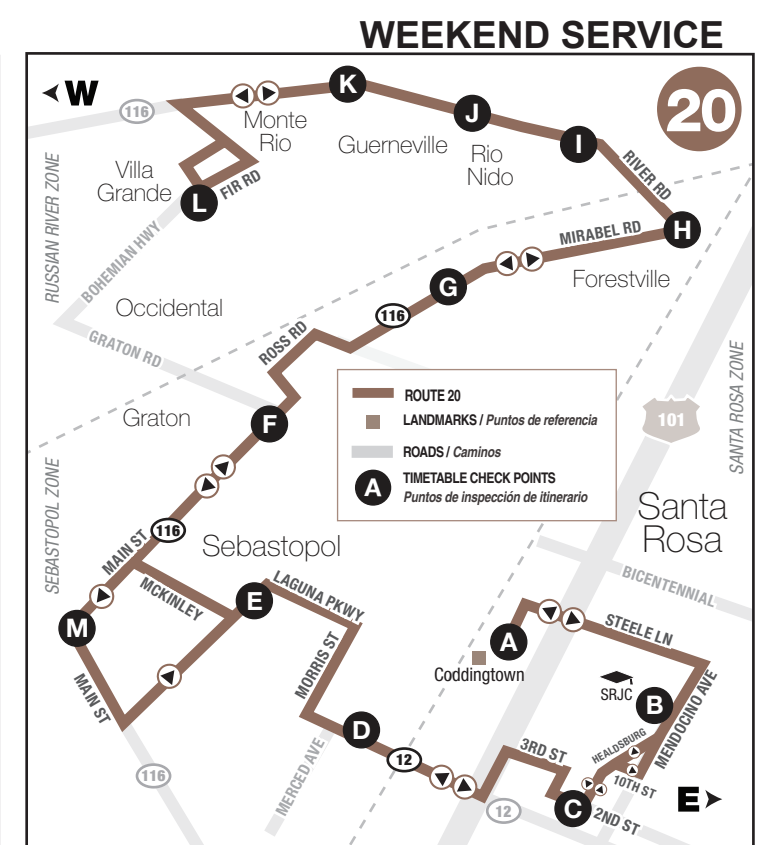 WEEKEND SERVICE
W
20
116
K
Monte
Rio
Guerneville
J
Rio
Nido
I
RIVER RD
Villa
Grande
L
FIR RD
RUSSIAN RIVER ZONE
BOHEMIAN HWY
MIRABEL RD
H
Forestville
G
116
Occidental
GRATON RD
ROSS RD
SANTA ROSA ZONE
ROUTE 20
LANDMARKS / Puntos de referencia
ROADS / Caminos
A
TIMETABLE CHECK POINTS
Puntos de inspección de itinerario
101
Graton
F
SEBASTOPOL ZONE
116
MAIN ST
Sebastopol
Santa
Rosa
BICENTENNIAL
MCKINLEY
E
LAGUNA PKWY
M
MAIN ST
MORRIS ST
A
Coddingtown
STEELE LN
SRJC
B
MENDOCINO AVE
HEALDSBURG
10TH ST
D
12
3RD ST
MERCED AVE
116
12
C
2ND ST
E